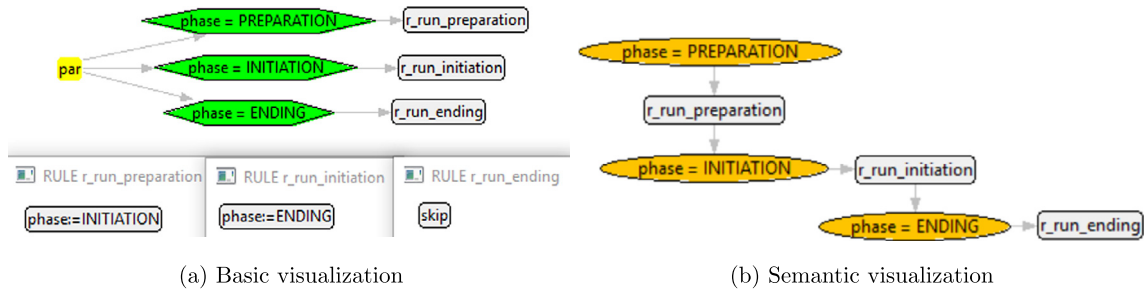 phase = PREPARATION
r_run_preparation
par
phase = INITIATION
r_run_initiation
phase = ENDING
r_run_ending
RULE r_run_preparation
RULE r_run_initiation
RULE r_run_ending
phase:=INITIATION
phase:=ENDING
skip
(a) Basic visualization
phase = PREPARATION
r_run_preparation
phase = INITIATION
r_run_initiation
phase = ENDING
r_run_ending
(b) Semantic visualization